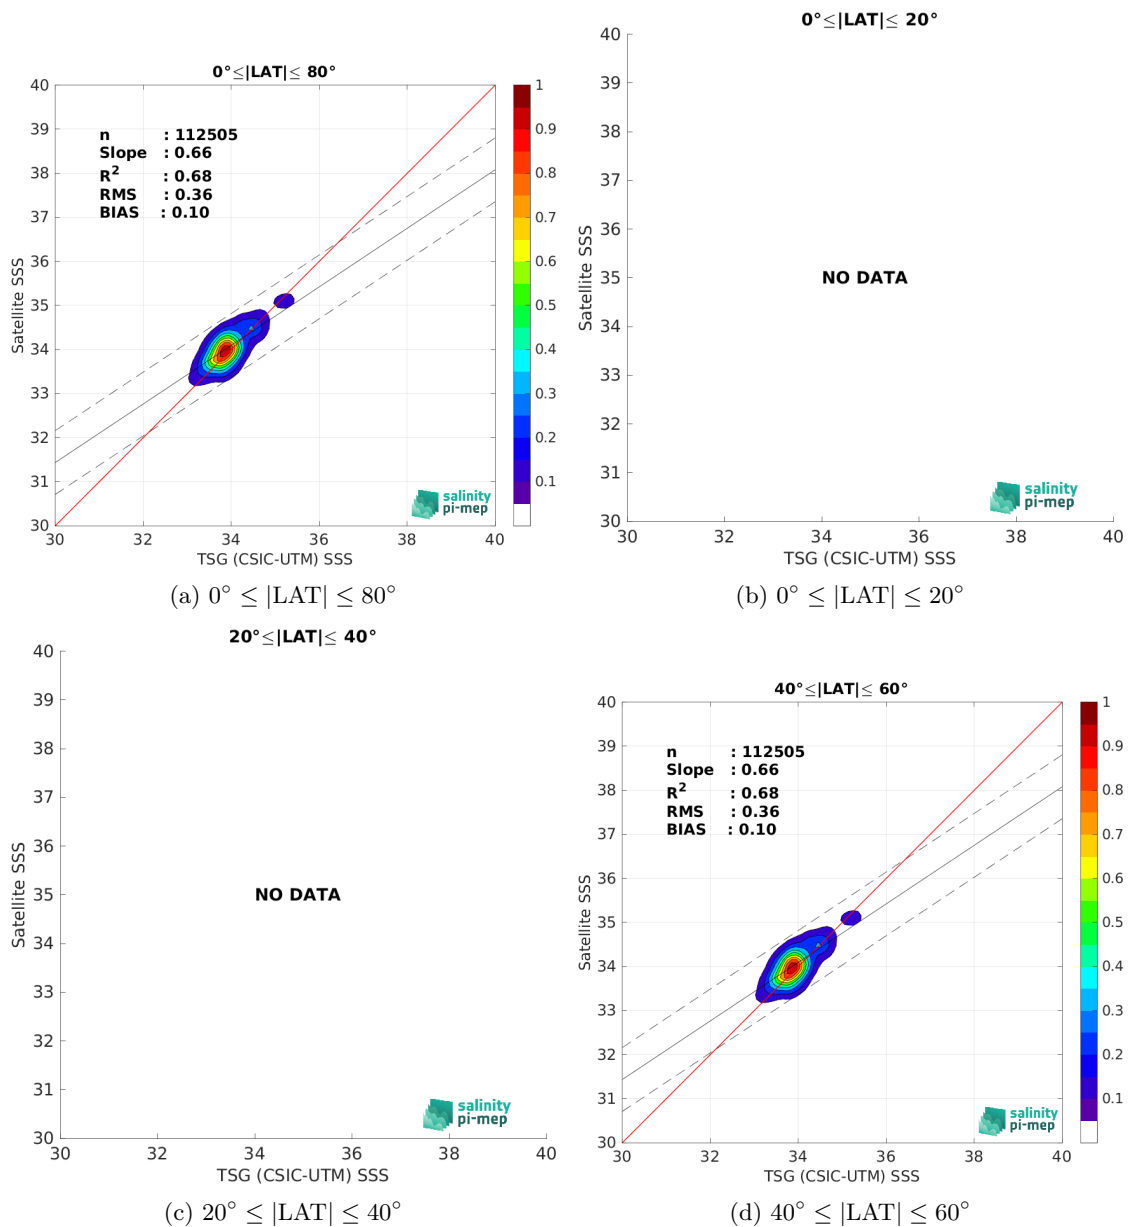 0°≤|LAT|≤ 80°
40
39
38
37
36
35
34
33
32
31
30
Satellite SSS
n : 112505
Slope : 0.66
R² : 0.68
RMS : 0.36
BIAS : 0.10
salinity
pi-mep
30 32 34 36 38 40
TSG (CSIC-UTM) SSS
1
0.9
0.8
0.7
0.6
0.5
0.4
0.3
0.2
0.1
(a) 0° ≤ |LAT| ≤ 80°
0°≤|LAT|≤ 20°
40
39
38
37
36
35
34
33
32
31
30
Satellite SSS
NO DATA
salinity
pi-mep
30 32 34 36 38 40
TSG (CSIC-UTM) SSS
(b) 0° ≤ |LAT| ≤ 20°
20°≤|LAT|≤ 40°
40
39
38
37
36
35
34
33
32
31
30
Satellite SSS
NO DATA
salinity
pi-mep
30 32 34 36 38 40
TSG (CSIC-UTM) SSS
(c) 20° ≤ |LAT| ≤ 40°
40°≤|LAT|≤ 60°
40
39
38
37
36
35
34
33
32
31
30
Satellite SSS
n : 112505
Slope : 0.66
R² : 0.68
RMS : 0.36
BIAS : 0.10
salinity
pi-mep
30 32 34 36 38 40
TSG (CSIC-UTM) SSS
1
0.9
0.8
0.7
0.6
0.5
0.4
0.3
0.2
0.1
(d) 40° ≤ |LAT| ≤ 60°